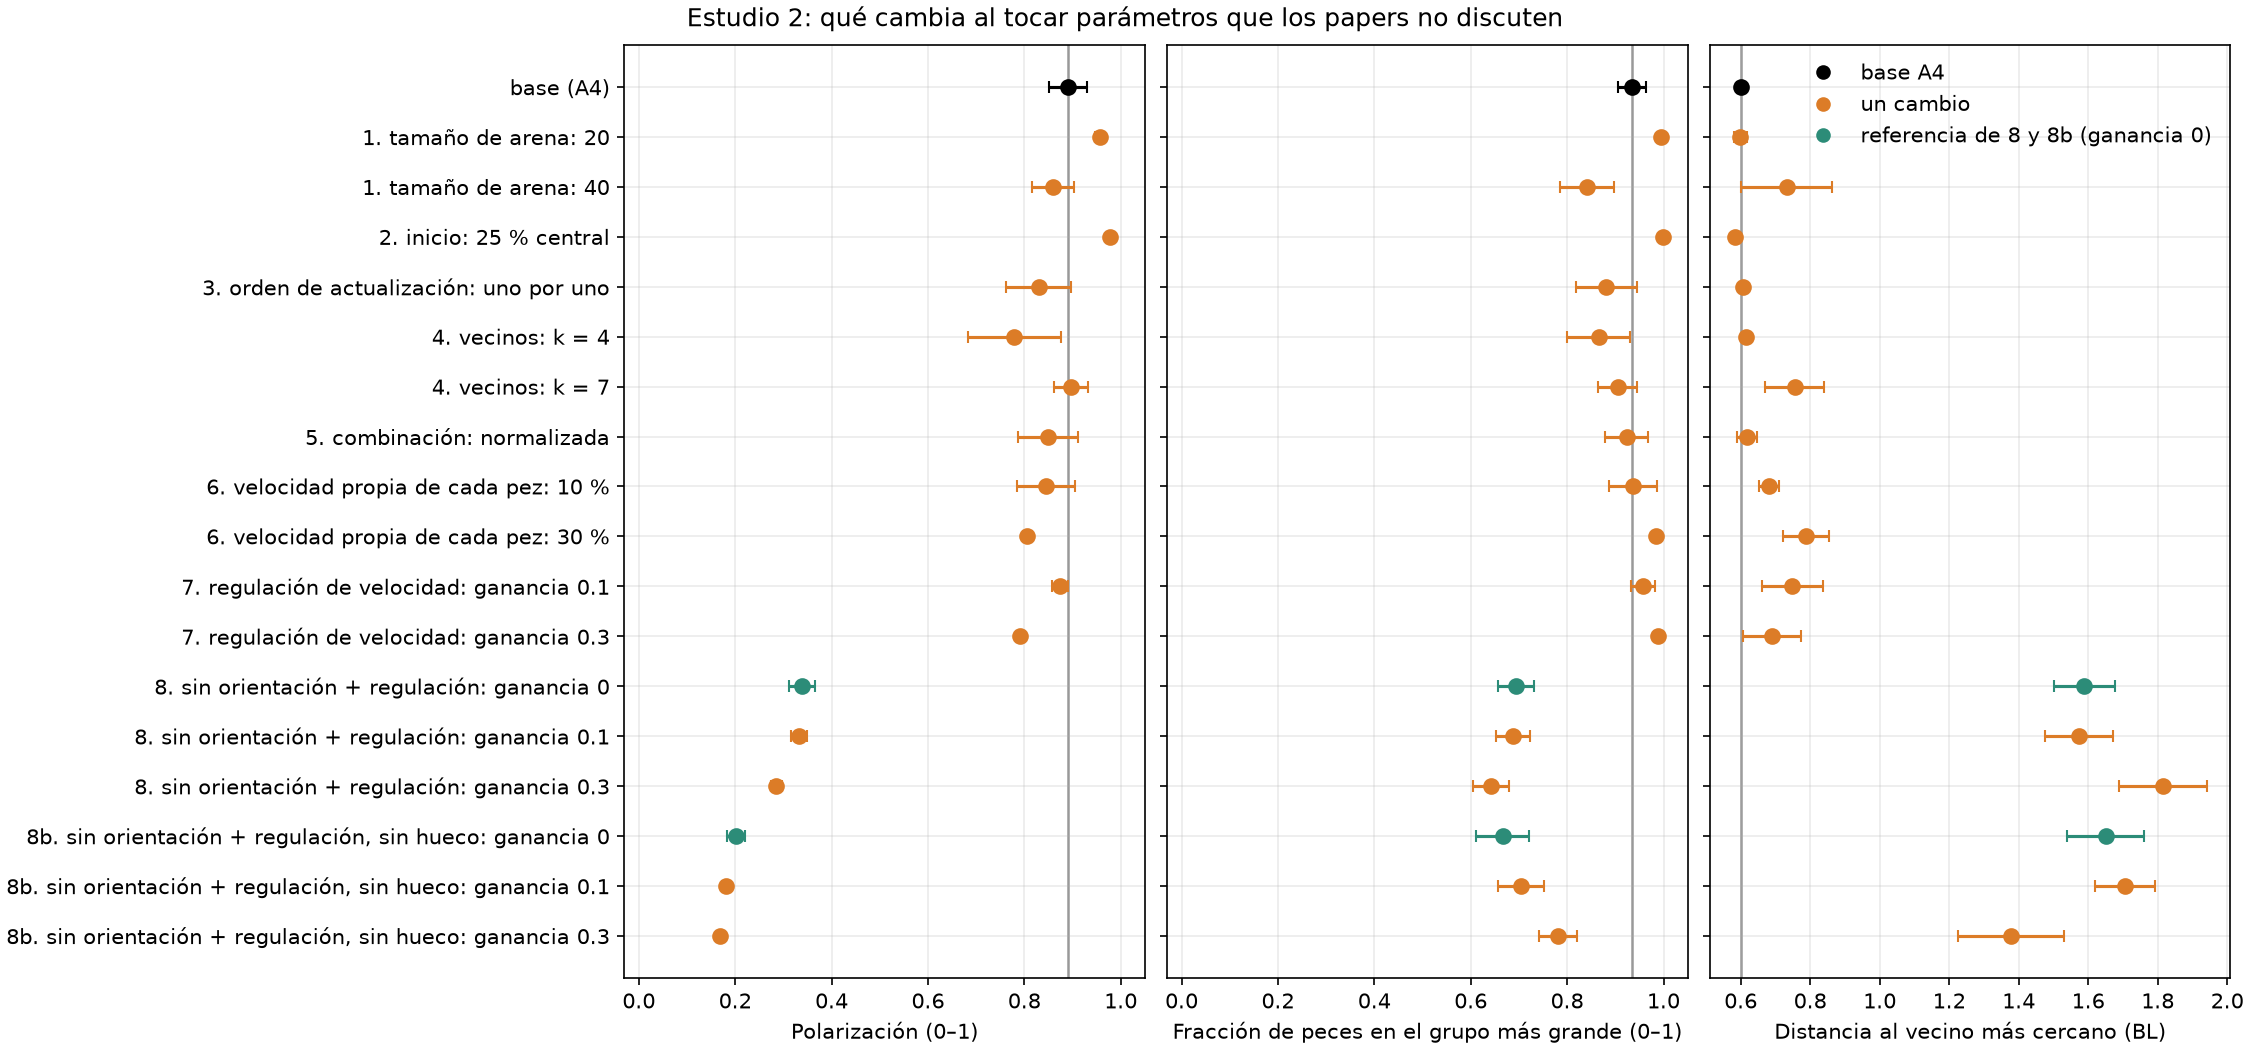 Estudio 2: qué cambia al tocar parámetros que los papers no discuten
base (A4)
1. tamaño de arena: 20
1. tamaño de arena: 40
2. inicio: 25 % central
3. orden de actualización: uno por uno
4. vecinos: k = 4
4. vecinos: k = 7
5. combinación: normalizada
6. velocidad propia de cada pez: 10 %
6. velocidad propia de cada pez: 30 %
7. regulación de velocidad: ganancia 0.1
7. regulación de velocidad: ganancia 0.3
8. sin orientación + regulación: ganancia 0
8. sin orientación + regulación: ganancia 0.1
8. sin orientación + regulación: ganancia 0.3
8b. sin orientación + regulación, sin hueco: ganancia 0
8b. sin orientación + regulación, sin hueco: ganancia 0.1
8b. sin orientación + regulación, sin hueco: ganancia 0.3
0.0 0.2 0.4 0.6 0.8 1.0
Polarización (0–1)
0.0 0.2 0.4 0.6 0.8 1.0
Fracción de peces en el grupo más grande (0–1)
base A4
un cambio
referencia de 8 y 8b (ganancia 0)
0.6 0.8 1.0 1.2 1.4 1.6 1.8 2.0
Distancia al vecino más cercano (BL)